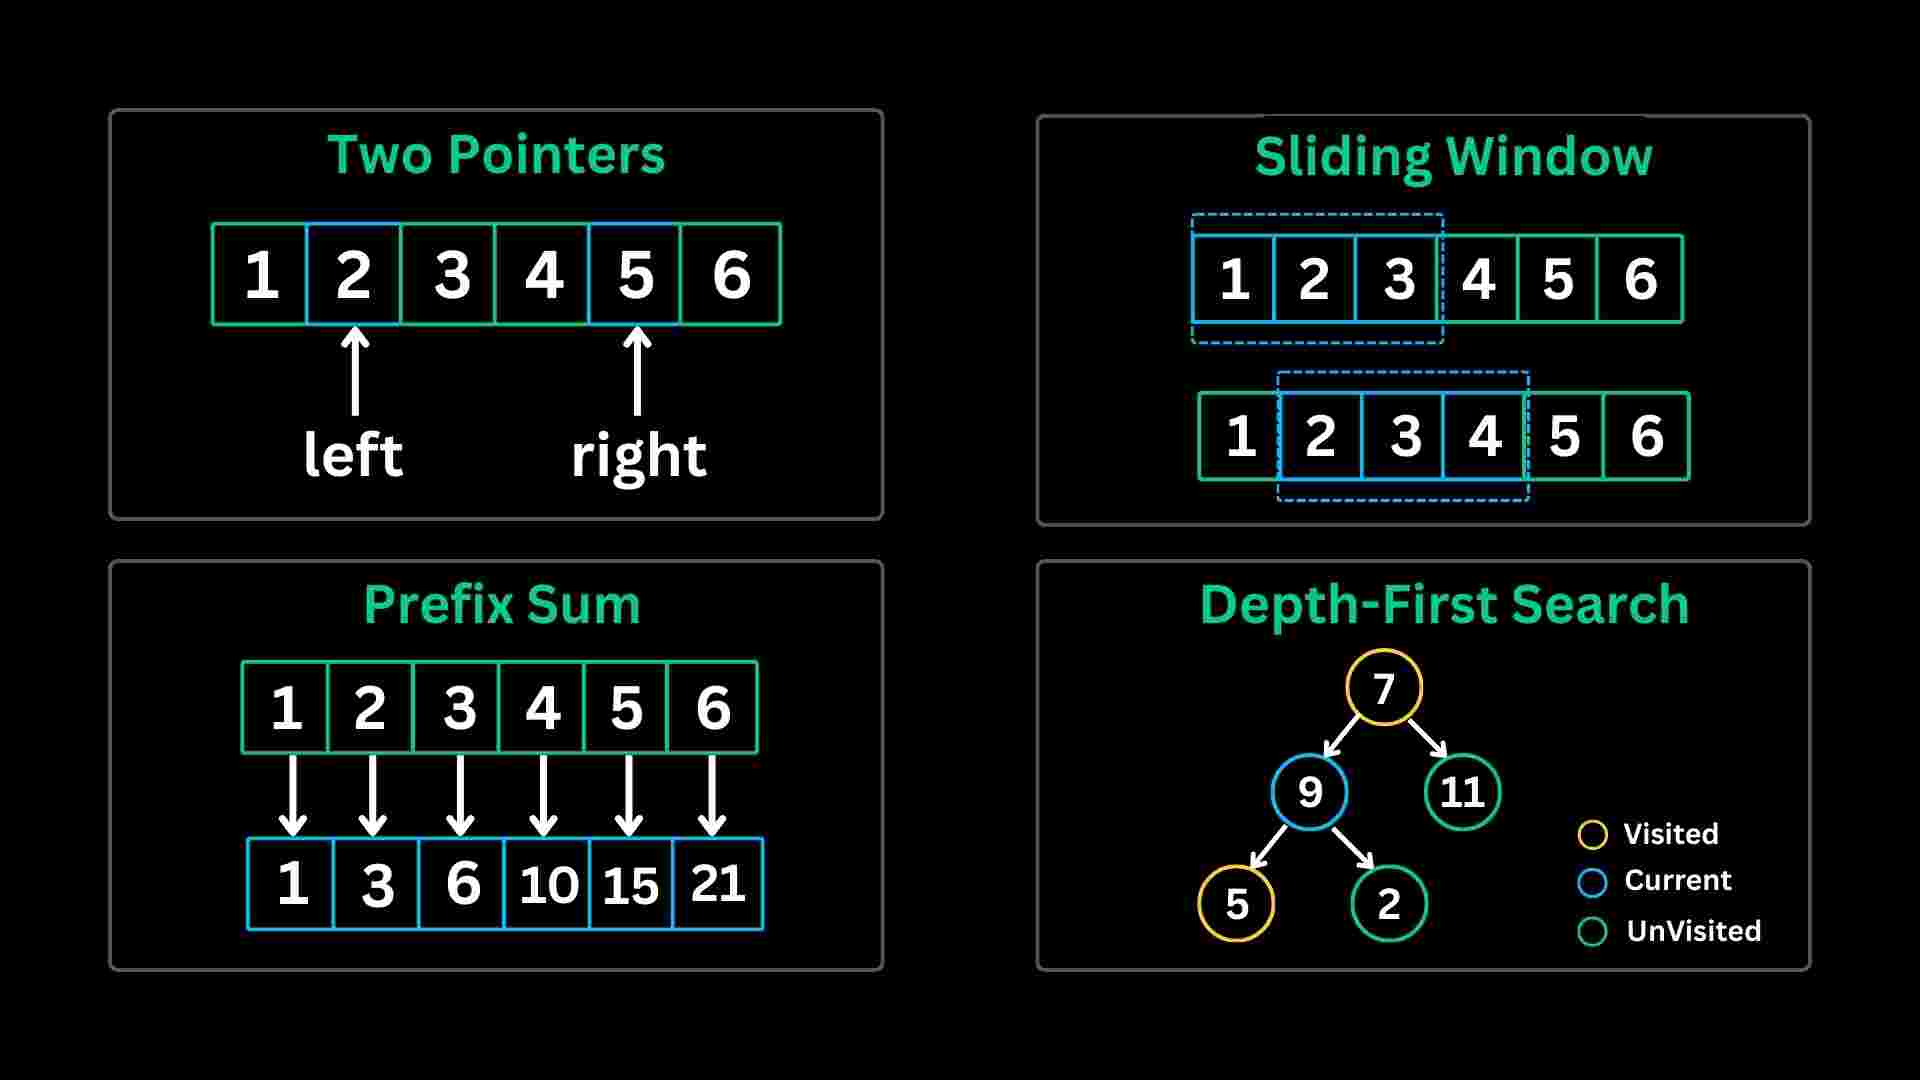 Two Pointers
1 2 3 4 5 6
left right
Sliding Window
1 2 3 4 5 6
1 2 3 4 5 6
Prefix Sum
1 2 3 4 5 6
1 3 6 10 15 21
Depth-First Search
7
9 11
5 2
Visited
Current
UnVisited